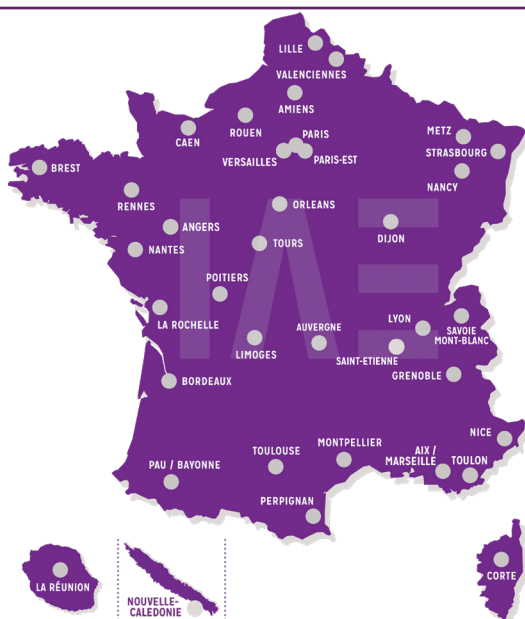 LILLE
VALENCIENNES
AMIENS
ROUEN
CAEN
PARIS
VERSAILLES
PARIS-EST
METZ
STRASBOURG
NANCY
BREST
RENNES
ORLEANS
ANGERS
DIJON
NANTES
TOURS
POITIERS
LA ROCHELLE
AUVERGNE
LYON
SAVOIE
MONT-BLANC
LIMOGES
SAINT-ETIENNE
GRENOBLE
BORDEAUX
NICE
MONTPELLIER
TOULOUSE
AIX /
MARSEILLE
TOULON
PAU / BAYONNE
PERPIGNAN
LA RÉUNION
NOUVELLE-
CALEDONIE
CORTE
IAE